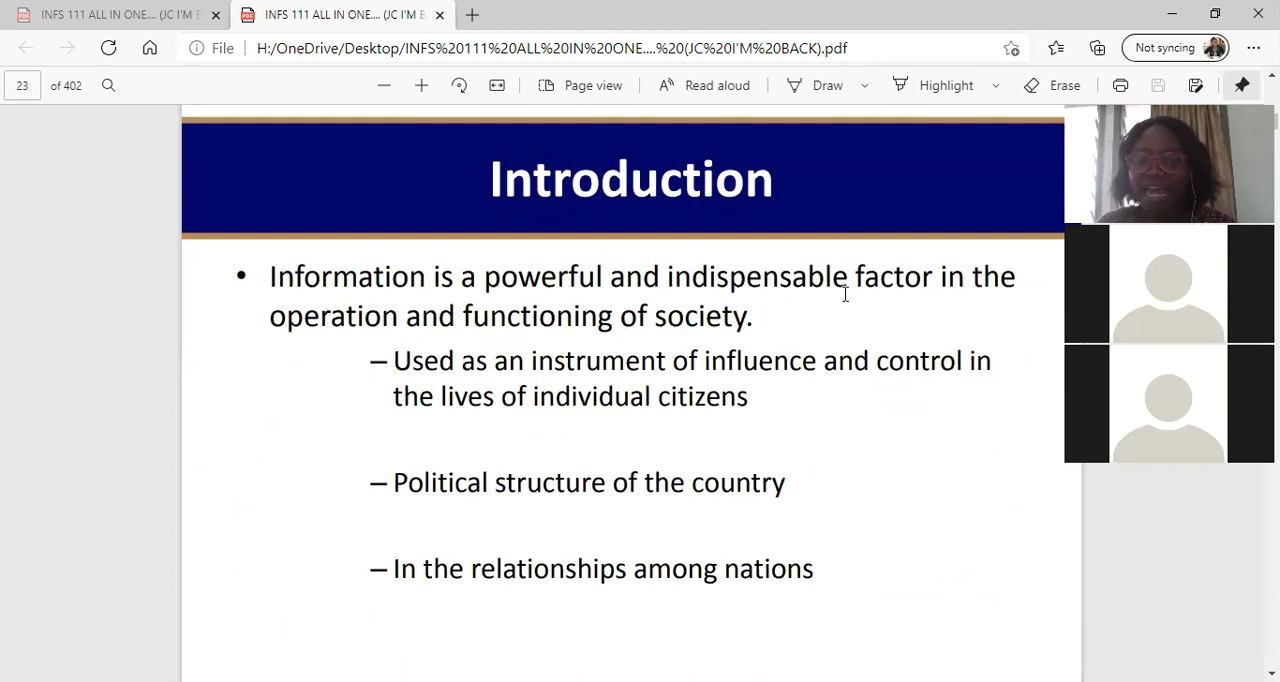 INFS 111 ALL IN ONE.... (JC I'M B
INFS 111 ALL IN ONE.... (JC I'M B
File
H:/OneDrive/Desktop/INFS%20111%20ALL%20IN%20ONE....%20(JC%20I'M%20BACK).pdf
Not syncing
23 of 402
Page view
Read aloud
Draw
Highlight
Erase
Introduction
• Information is a powerful and indispensable factor in the
operation and functioning of society.
– Used as an instrument of influence and control in
the lives of individual citizens
– Political structure of the country
– In the relationships among nations